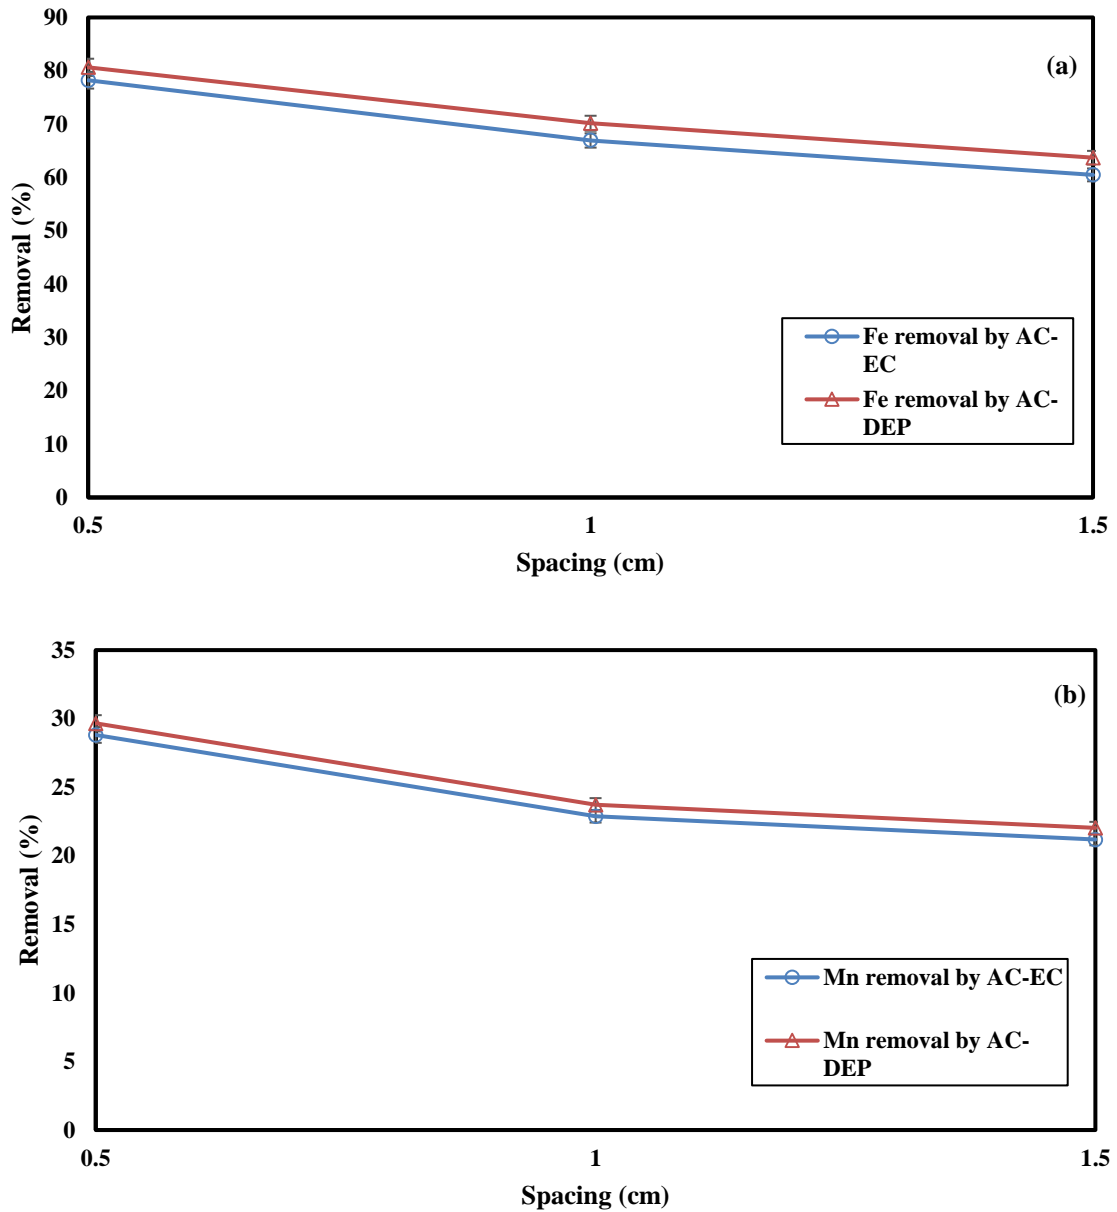 90
80
70
60
50
40
30
20
10
0
Removal (%)
(a)
Fe removal by AC-
EC
Fe removal by AC-
DEP
0.5
1
1.5
Spacing (cm)
35
30
25
20
15
10
5
0
Removal (%)
(b)
Mn removal by AC-EC
Mn removal by AC-
DEP
0.5
1
1.5
Spacing (cm)